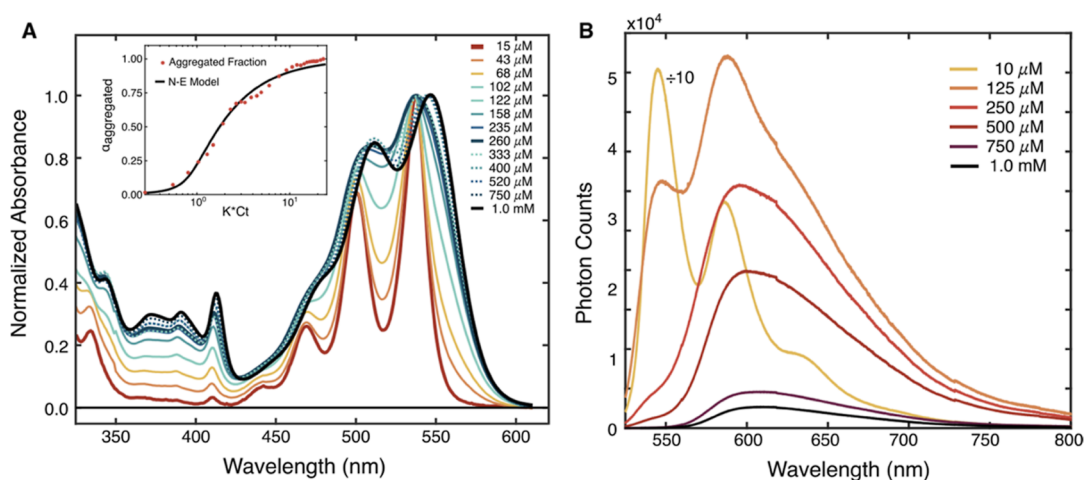 A
B
x10⁴
1.00
0.75
0.50
0.25
0.00
αaggregated
Aggregated Fraction
N-E Model
10⁰
10¹
K*Ct
15 μM
43 μM
68 μM
102 μM
122 μM
158 μM
235 μM
260 μM
333 μM
400 μM
520 μM
750 μM
1.0 mM
1.0
0.8
0.6
0.4
0.2
0.0
Normalized Absorbance
350
400
450
500
550
600
Wavelength (nm)
÷10
10 μM
125 μM
250 μM
500 μM
750 μM
1.0 mM
5
4
3
2
1
0
Photon Counts
550
600
650
700
750
800
Wavelength (nm)